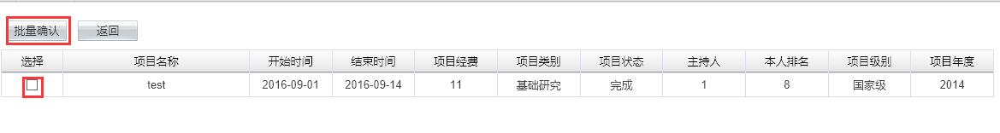 批量确认 返回
选择 项目名称 开始时间 结束时间 项目经费 项目类别 项目状态 主持人 本人排名 项目级别 项目年度
test 2016-09-01 2016-09-14 11 基础研究 完成 1 8 国家级 2014